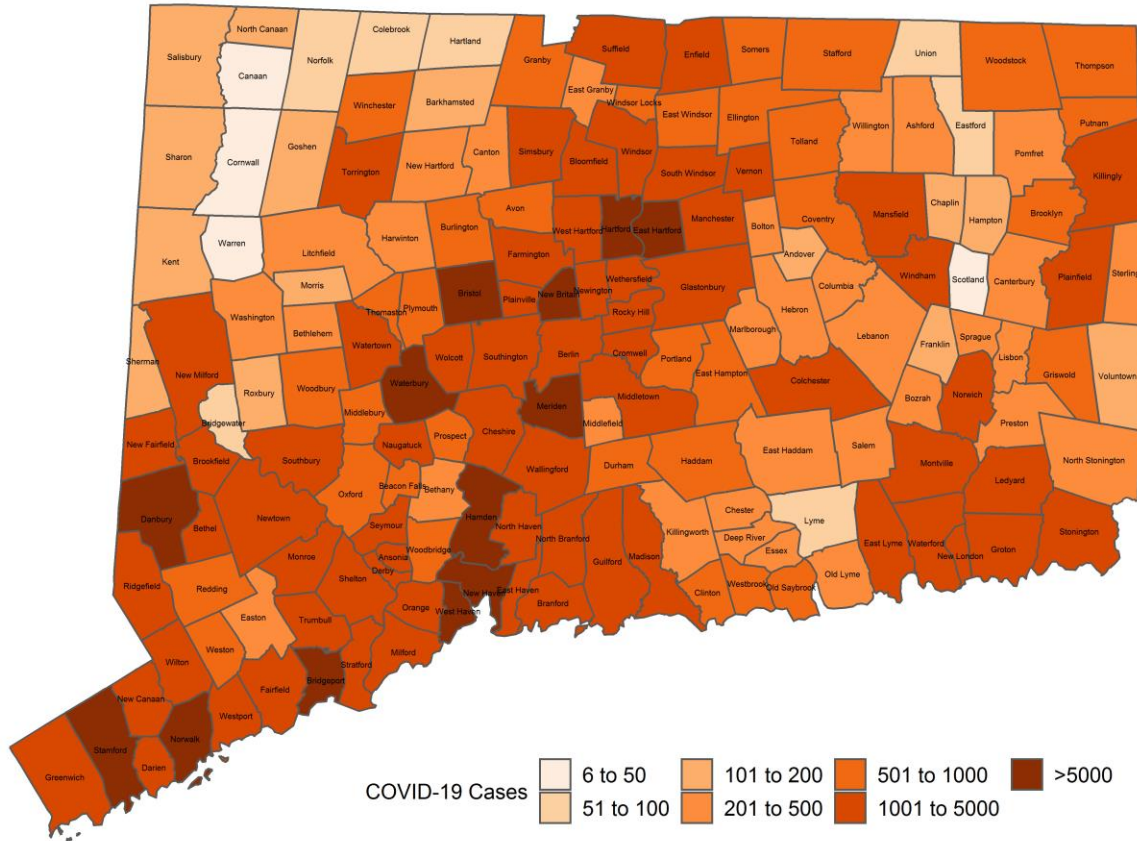 North Canaan
Colebrook
Hartland
Salisbury
Norfolk
Canaan
Granby
Suffield
Enfield
Somers
Stafford
Union
Woodstock
Thompson
East Granby
Windsor Locks
Winchester
Barkhamsted
East Windsor
Ellington
Willington
Ashford
Eastford
Putnam
Sharon
Cornwall
Goshen
Torrington
New Hartford
Canton
Simsbury
Bloomfield
Windsor
South Windsor
Vernon
Tolland
Pomfret
Killingly
Kent
Warren
Litchfield
Harwinton
Burlington
Avon
West Hartford
Hartford
East Hartford
Manchester
Bolton
Coventry
Mansfield
Chaplin
Hampton
Brooklyn
Morris
Farmington
Andover
Windham
Scotland
Canterbury
Plainfield
Sterling
Washington
Bethlehem
Thomaston
Plymouth
Bristol
Plainville
New Britain
Newington
Wethersfield
Rocky Hill
Glastonbury
Hebron
Columbia
Marlborough
Lebanon
Sherman
New Milford
Roxbury
Woodbury
Watertown
Wolcott
Southington
Berlin
Cromwell
Portland
East Hampton
Colchester
Franklin
Sprague
Lisbon
Griswold
Voluntown
Bridgewater
Middlebury
Waterbury
Meriden
Middletown
Middlefield
Bozrah
Norwich
Preston
New Fairfield
Brookfield
Southbury
Naugatuck
Prospect
Cheshire
Wallingford
Durham
Haddam
East Haddam
Salem
Montville
Ledyard
North Stonington
Danbury
Bethel
Newtown
Oxford
Beacon Falls
Bethany
Hamden
North Haven
North Branford
Guilford
Madison
Killingworth
Chester
Deep River
Essex
Lyme
East Lyme
Waterford
New London
Groton
Stonington
Ridgefield
Redding
Monroe
Seymour
Ansonia
Derby
Woodbridge
Shelton
New Haven
East Haven
West Haven
Branford
Clinton
Westbrook
Old Saybrook
Old Lyme
Easton
Trumbull
Orange
Milford
Stratford
Wilton
Weston
Bridgeport
Fairfield
New Canaan
Westport
Norwalk
Stamford
Darien
Greenwich
COVID-19 Cases
6 to 50
51 to 100
101 to 200
201 to 500
501 to 1000
1001 to 5000
>5000